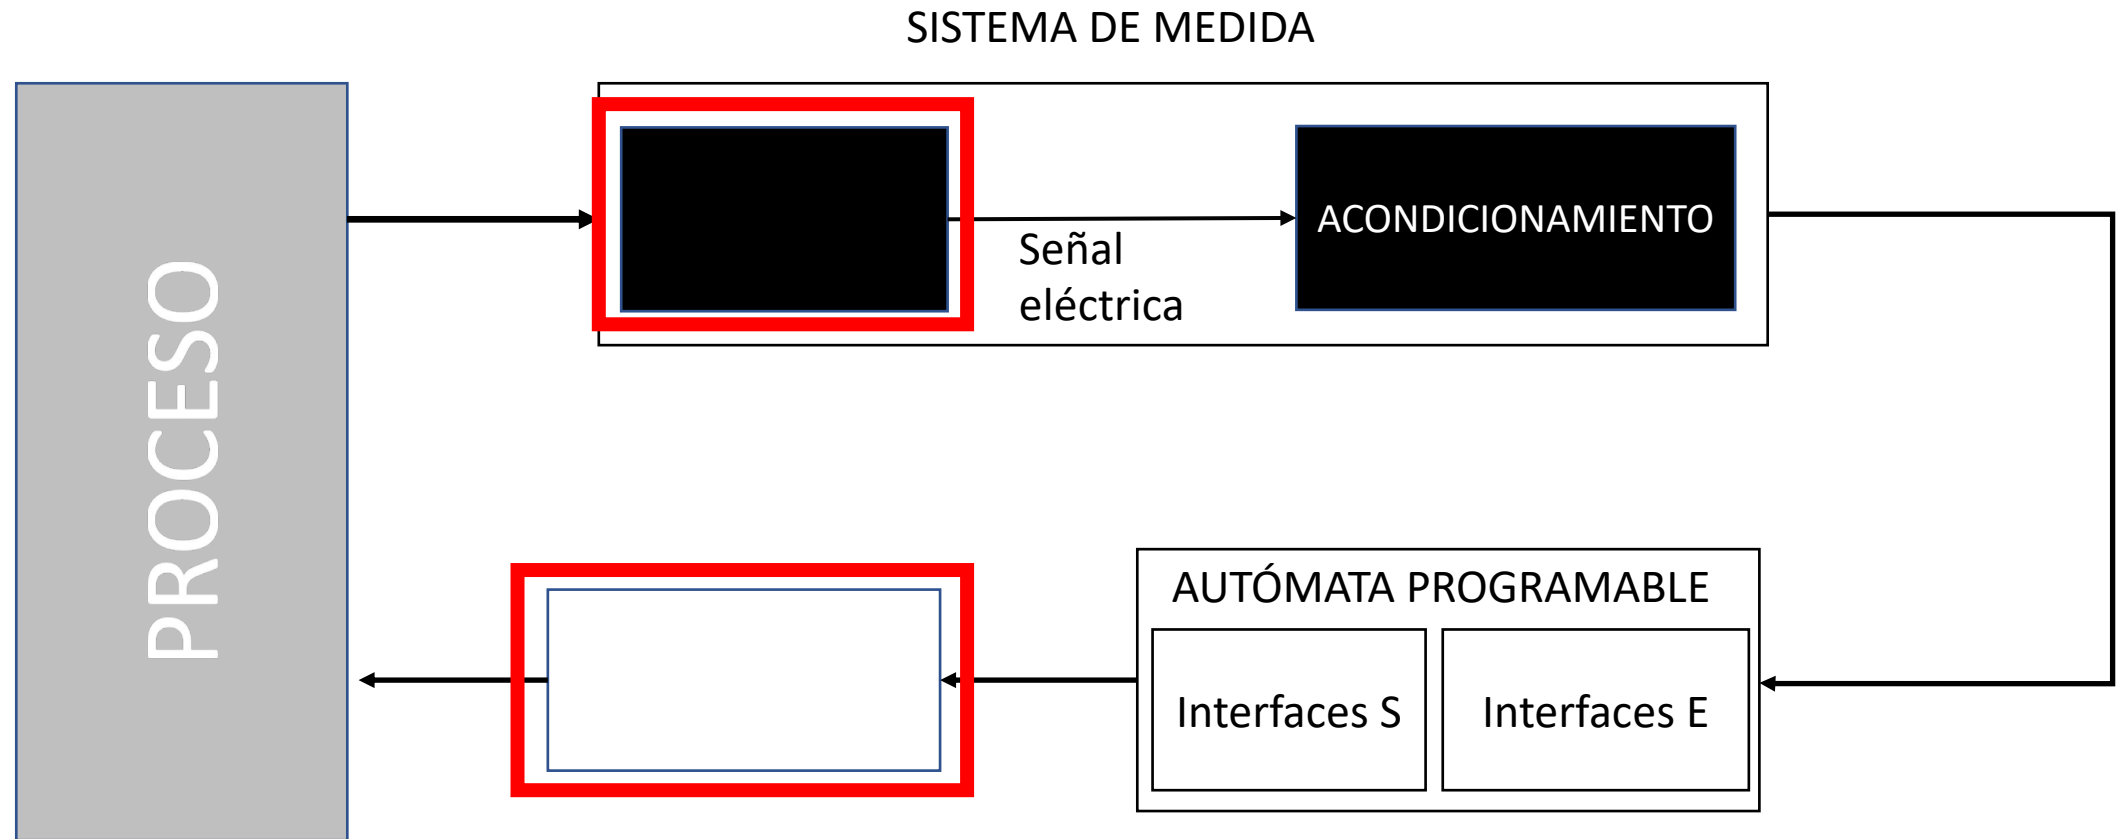 SISTEMA DE MEDIDA
PROCESO
ACONDICIONAMIENTO
Señal
eléctrica
AUTÓMATA PROGRAMABLE
Interfaces S
Interfaces E